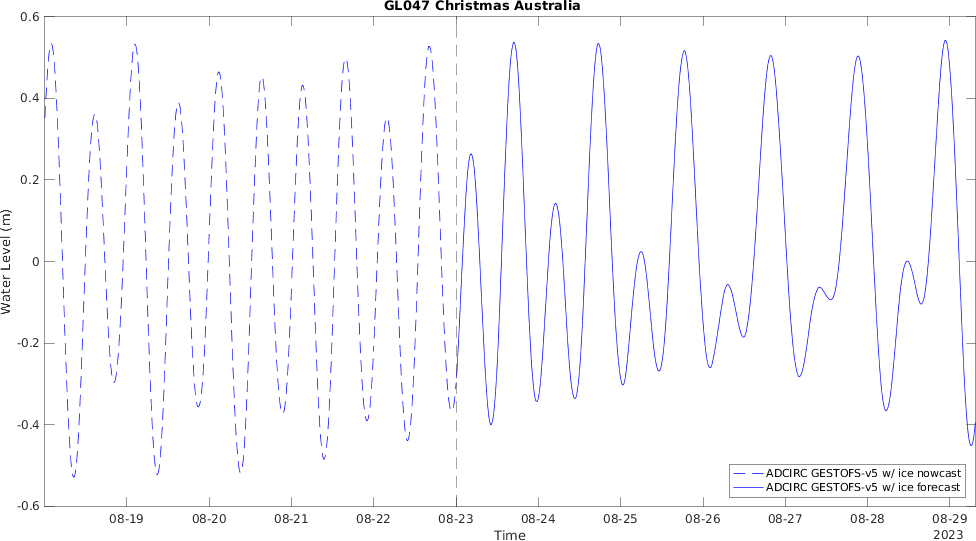 GL047 Christmas Australia
0.6
0.4
0.2
0
-0.2
-0.4
-0.6
Water Level (m)
ADCIRC GESTOFS-v5 w/ ice nowcast
ADCIRC GESTOFS-v5 w/ ice forecast
08-19 08-20 08-21 08-22 08-23 08-24 08-25 08-26 08-27 08-28 08-29
2023
Time